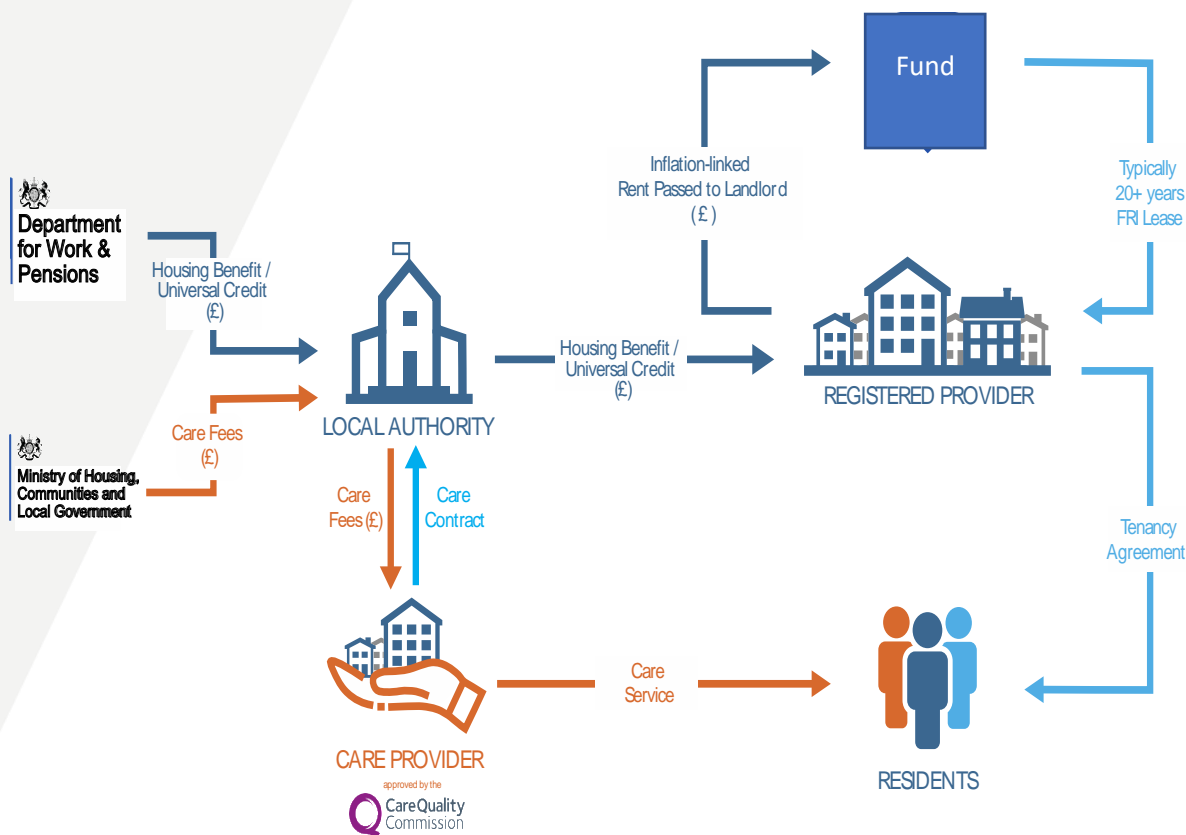 Fund
Inflation-linked
Rent Passed to Landlord
(£)
Typically
20+ years
FRI Lease
Department
for Work &
Pensions
Housing Benefit /
Universal Credit
(£)
Housing Benefit /
Universal Credit
(£)
REGISTERED PROVIDER
LOCAL AUTHORITY
Care Fees
(£)
Ministry of Housing,
Communities and
Local Government
Care
Fees (£)
Care
Contract
Tenancy
Agreement
Care
Service
CARE PROVIDER
approved by the
CareQuality
Commission
RESIDENTS